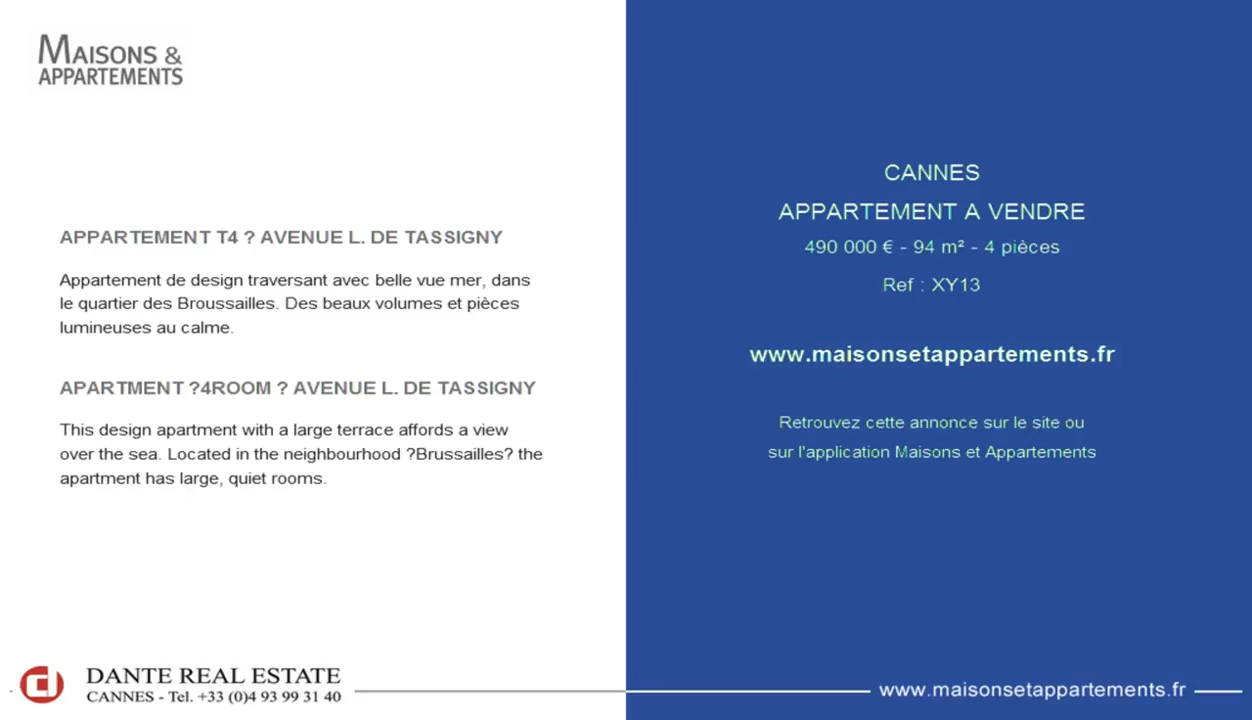 MAISONS &
APPARTEMENTS
APPARTEMENT T4 ? AVENUE L. DE TASSIGNY
Appartement de design traversant avec belle vue mer, dans
le quartier des Broussailles. Des beaux volumes et pièces
lumineuses au calme.
APARTMENT ?4ROOM ? AVENUE L. DE TASSIGNY
This design apartment with a large terrace affords a view
over the sea. Located in the neighbourhood ?Brussailles? the
apartment has large, quiet rooms.
DANTE REAL ESTATE
CANNES - Tel. +33 (0)4 93 99 31 40
CANNES
APPARTEMENT A VENDRE
490 000 € - 94 m² - 4 pièces
Ref : XY13
www.maisonsetappartements.fr
Retrouvez cette annonce sur le site ou
sur l'application Maisons et Appartements
www.maisonsetappartements.fr